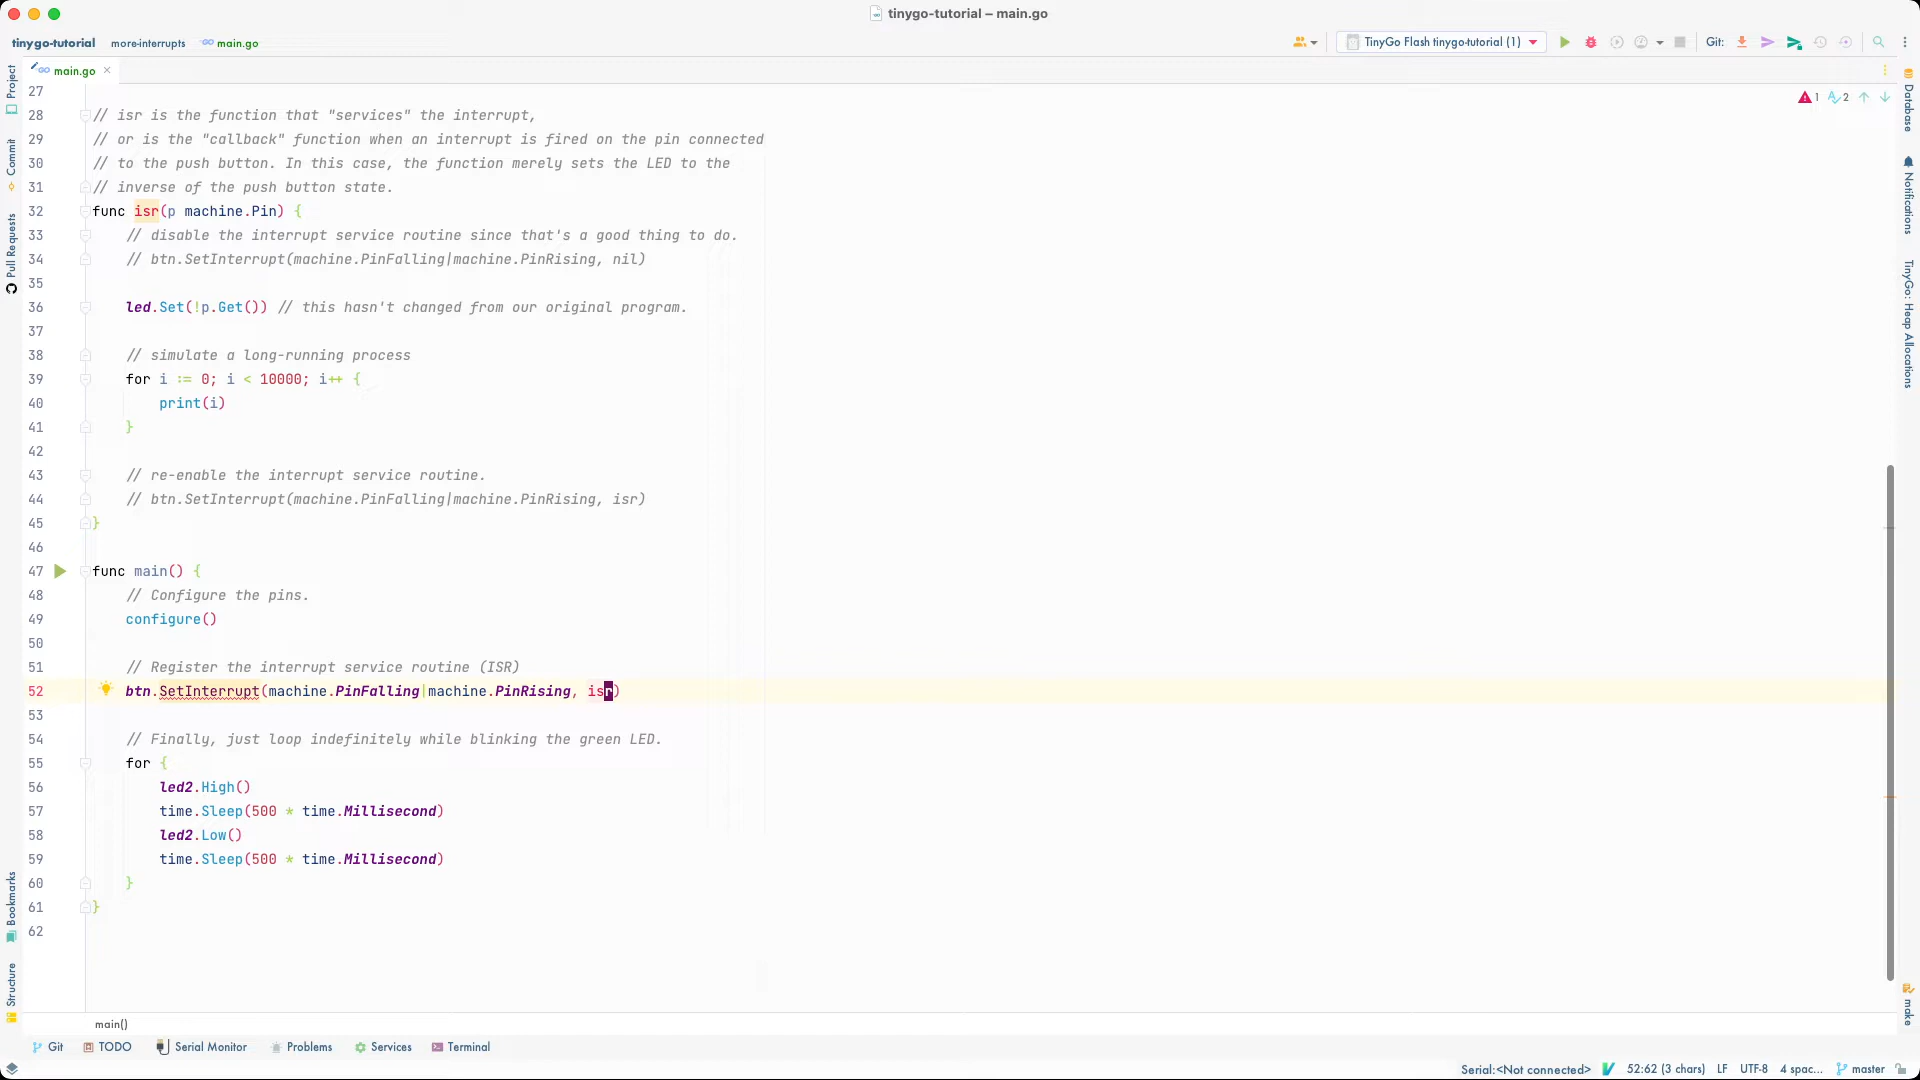 tinygo-tutorial – main.go
tinygo-tutorial more-interrupts main.go
TinyGo Flash tinygo-tutorial (1) Git:
main.go
1 2
27
28 // isr is the function that "services" the interrupt,
29 // or is the "callback" function when an interrupt is fired on the pin connected
30 // to the push button. In this case, the function merely sets the LED to the
31 // inverse of the push button state.
32 func isr(p machine.Pin) {
33 // disable the interrupt service routine since that's a good thing to do.
34 // btn.SetInterrupt(machine.PinFalling|machine.PinRising, nil)
35
36 led.Set(!p.Get()) // this hasn't changed from our original program.
37
38 // simulate a long-running process
39 for i := 0; i < 10000; i++ {
40 print(i)
41 }
42
43 // re-enable the interrupt service routine.
44 // btn.SetInterrupt(machine.PinFalling|machine.PinRising, isr)
45 }
46
47 func main() {
48 // Configure the pins.
49 configure()
50
51 // Register the interrupt service routine (ISR)
52 btn.SetInterrupt(machine.PinFalling|machine.PinRising, isr)
53
54 // Finally, just loop indefinitely while blinking the green LED.
55 for {
56 led2.High()
57 time.Sleep(500 * time.Millisecond)
58 led2.Low()
59 time.Sleep(500 * time.Millisecond)
60 }
61 }
62
main()
Project
Commit
Pull Requests
Bookmarks
Structure
Database
Notifications
TinyGo: Heap Allocations
make
Git TODO Serial Monitor Problems Services Terminal
Serial:<Not connected> 52:62 (3 chars) LF UTF-8 4 spac... master